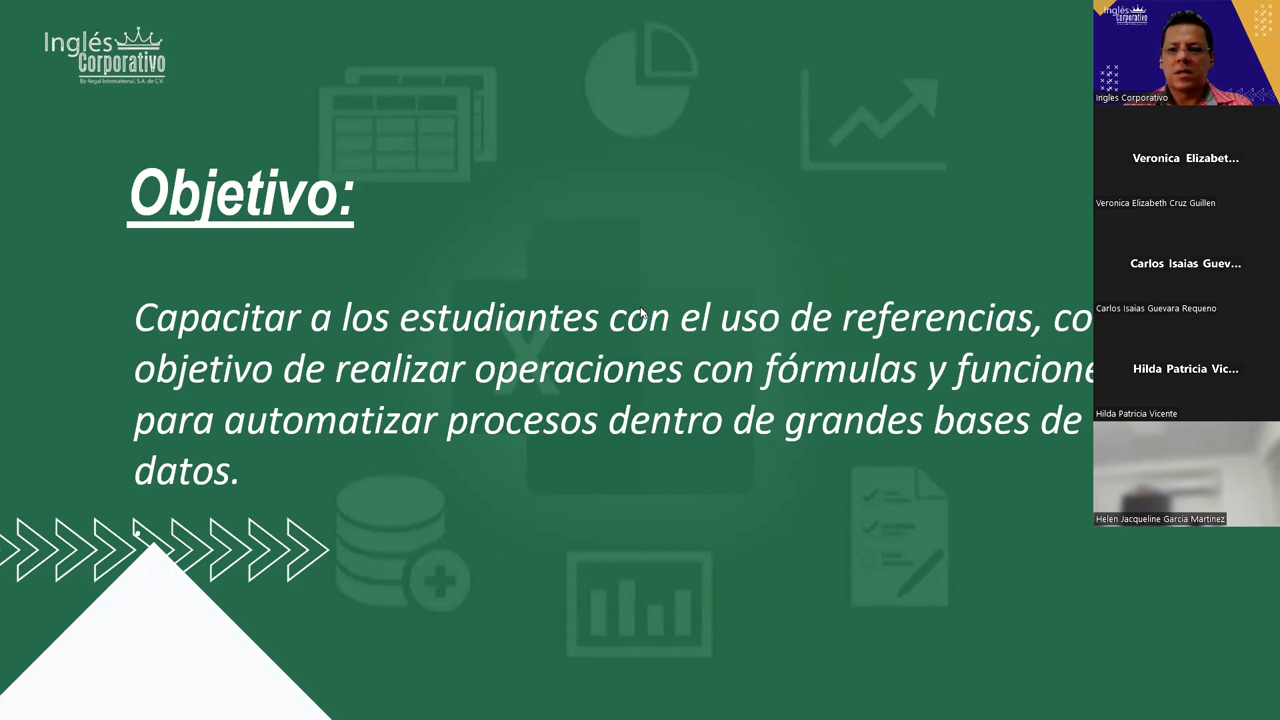 Inglés
Corporativo
By Regal International, S.A. de C.V.
Objetivo:
Capacitar a los estudiantes con el uso de referencias, co
objetivo de realizar operaciones con fórmulas y funcione
para automatizar procesos dentro de grandes bases de
datos.
Inglés
Corporativo
Ingles Corporativo
Veronica Elizabet...
Veronica Elizabeth Cruz Guillen
Carlos Isaias Guev...
Carlos Isaias Guevara Requeno
Hilda Patricia Vic...
Hilda Patricia Vicente
Helen Jacqueline Garcia Martinez